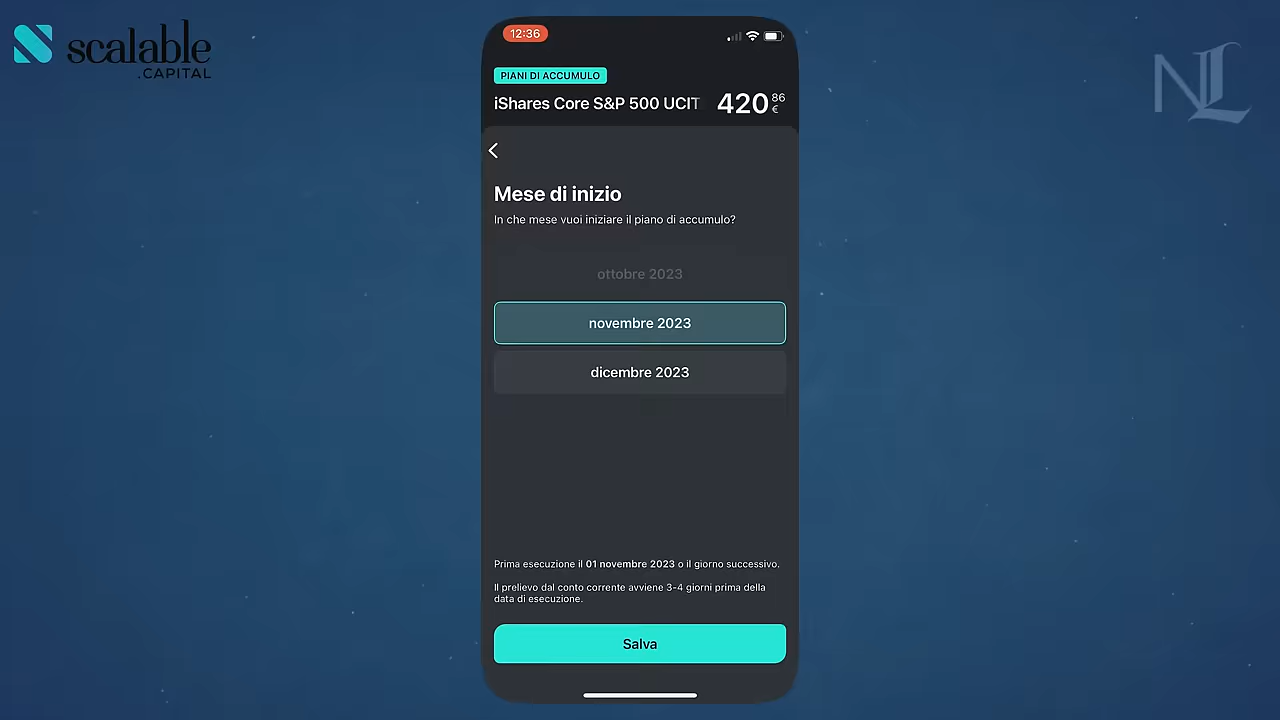 scalable
.CAPITAL
NL
12:36
PIANI DI ACCUMULO
iShares Core S&P 500 UCIT
420 86 €
Mese di inizio
In che mese vuoi iniziare il piano di accumulo?
ottobre 2023
novembre 2023
dicembre 2023
Prima esecuzione il 01 novembre 2023 o il giorno successivo.
Il prelievo dal conto corrente avviene 3-4 giorni prima della
data di esecuzione.
Salva